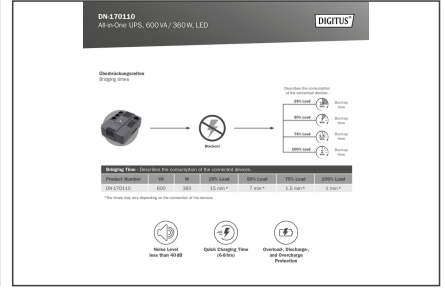 DN-170110
All-in-One UPS, 600 VA / 360 W, LED
DIGITUS®
Überbrückungszeiten
Bridging times
Describes the consumption
of the connected devices.
25% Load
Backup
time
50% Load
Backup
time
75% Load
Backup
time
100% Load
Backup
time
Blackout
Bridging Time - Describes the consumption of the connected devices.
Product Number VA W 25% Load 50% Load 75% Load 100% Load
DN-170110 600 360 15 min * 7 min * 1.5 min * 1 min *
*The times may vary depending on the connection of the devices.
Noise Level
less than 40 dB
Quick Charging Time
(6-8 hrs)
Overload-, Discharge-,
and Overcharge
Protection